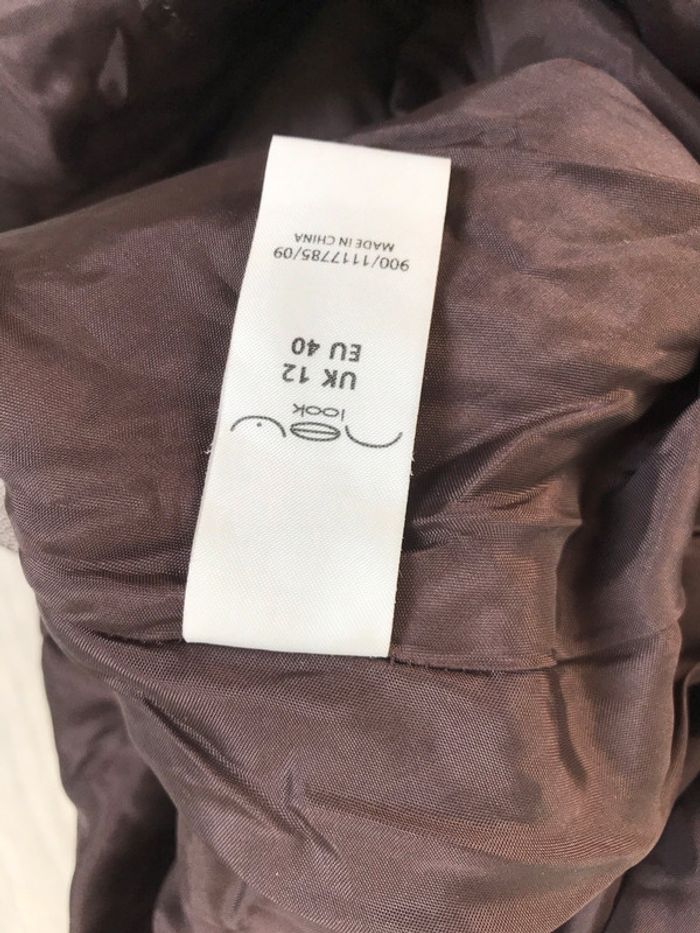 new
look
UK 12
EU 40
900/1117785/09
MADE IN CHINA